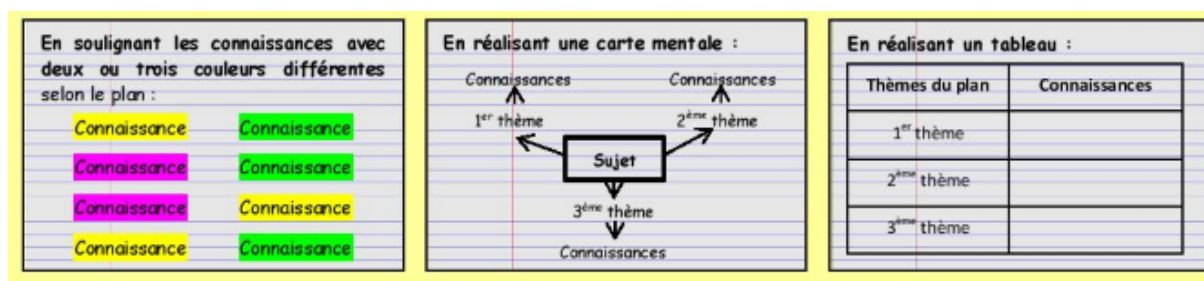 En soulignant les connaissances avec
deux ou trois couleurs différentes
selon le plan :
Connaissance Connaissance
Connaissance Connaissance
Connaissance Connaissance
Connaissance Connaissance
En réalisant une carte mentale :
Connaissances Connaissances
1er thème 2ème thème
Sujet
3ème thème
Connaissances
En réalisant un tableau :
Thèmes du plan Connaissances
1er thème
2ème thème
3ème thème